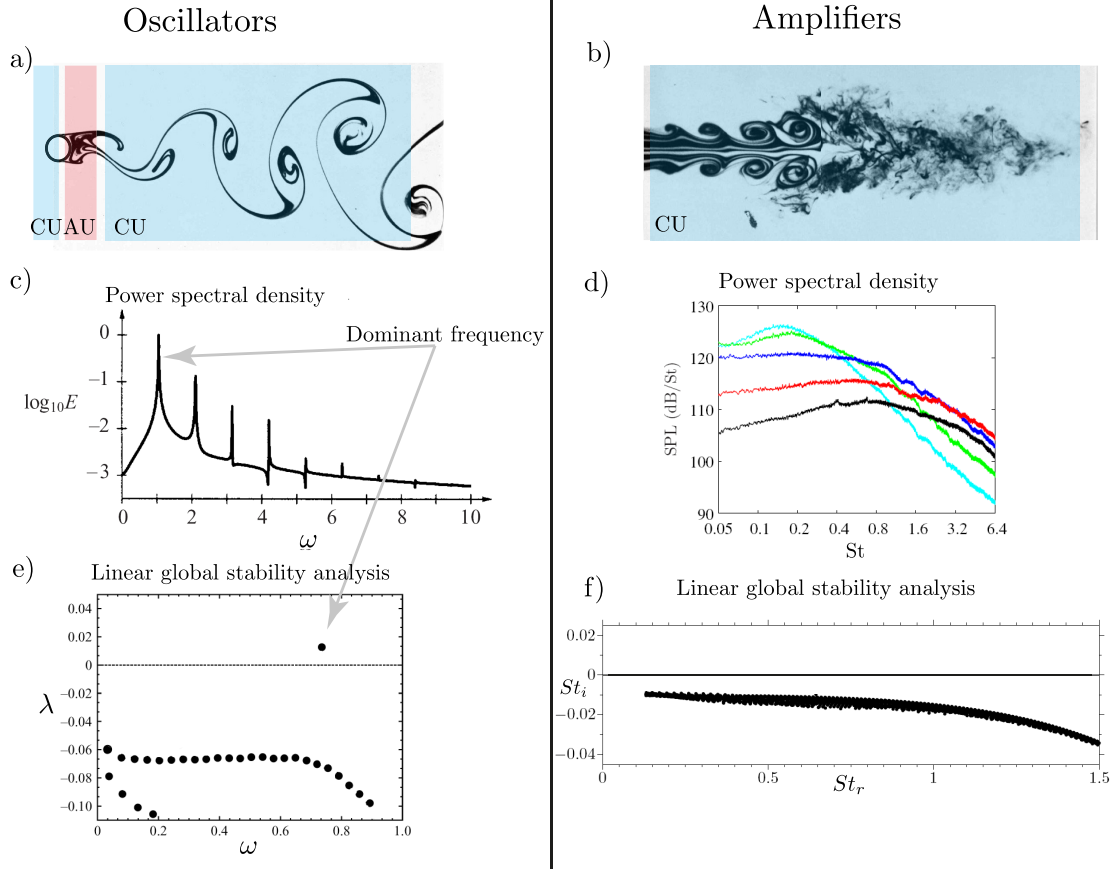 Oscillators
Amplifiers
a)
CU AU CU
b)
CU
c)
Power spectral density
Dominant frequency
0
−1
−2
−3
log₁₀E
0 2 4 6 8 10
ω
d)
Power spectral density
130
120
110
100
90
SPL (dB/St)
0.05 0.1 0.2 0.4 0.8 1.6 3.2 6.4
St
e)
Linear global stability analysis
0.04
0.02
0
−0.02
−0.04
−0.06
−0.08
−0.10
λ
0 0.2 0.4 0.6 0.8 1.0
ω
f)
Linear global stability analysis
0.02
0
−0.02
−0.04
Stᵢ
0 0.5 1 1.5
Stᵣ